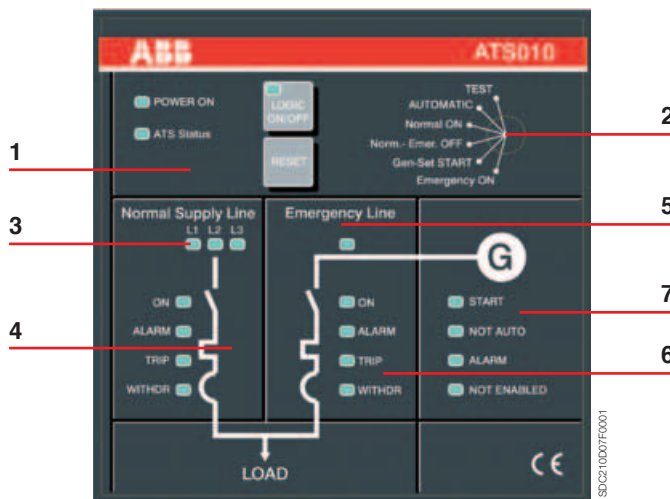 ABB
ATS010
POWER ON
ATS Status
LOGIC ON/OFF
RESET
TEST
AUTOMATIC
Normal ON
Norm.- Emer. OFF
Gen-Set START
Emergency ON
1
2
3
4
5
6
7
Normal Supply Line
L1 L2 L3
ON
ALARM
TRIP
WITHDR
Emergency Line
ON
ALARM
TRIP
WITHDR
G
START
NOT AUTO
ALARM
NOT ENABLED
LOAD
CE
SDC210D07F0001